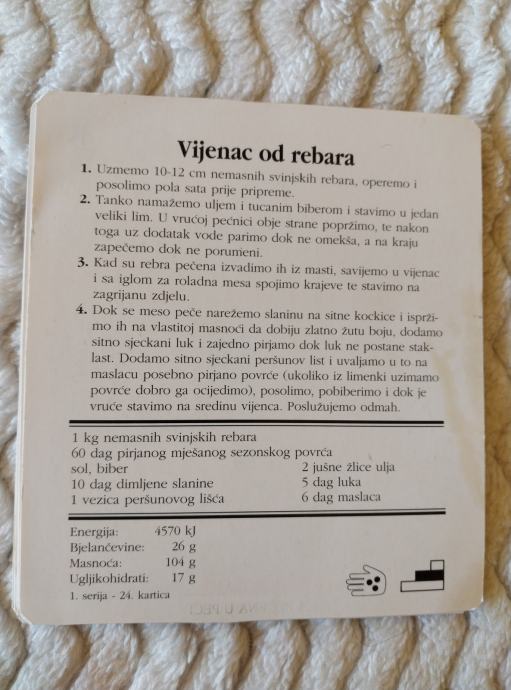 Vijenac od rebara
1. Uzmemo 10-12 cm nemasnih svinjskih rebara, operemo i
posolimo pola sata prije pripreme.
2. Tanko namažemo uljem i tucanim biberom i stavimo u jedan
veliki lim. U vrućoj pećnici obje strane popržimo, te nakon
toga uz dodatak vode parimo dok ne omekša, a na kraju
zapečemo dok ne porumeni.
3. Kad su rebra pečena izvadimo ih iz masti, savijemo u vijenac
i sa iglom za roladna mesa spojimo krajeve te stavimo na
zagrijanu zdjelu.
4. Dok se meso peče narežemo slaninu na sitne kockice i isprži-
mo ih na vlastitoj masnoći da dobiju zlatno žutu boju, dodamo
sitno sjeckani luk i zajedno pirjamo dok luk ne postane stak-
last. Dodamo sitno sjeckani peršunov list i uvaljamo u to na
maslacu posebno pirjano povrće (ukoliko iz limenki uzimamo
povrće dobro ga ocijedimo), posolimo, pobiberimo i dok je
vruće stavimo na sredinu vijenca. Poslužujemo odmah.
1 kg nemasnih svinjskih rebara
60 dag pirjanog mješanog sezonskog povrća
sol, biber 2 jušne žlice ulja
10 dag dimljene slanine 5 dag luka
1 vezica peršunovog lišća 6 dag maslaca
Energija: 4570 kJ
Bjelančevine: 26 g
Masnoća: 104 g
Ugljikohidrati: 17 g
1. serija - 24. kartica